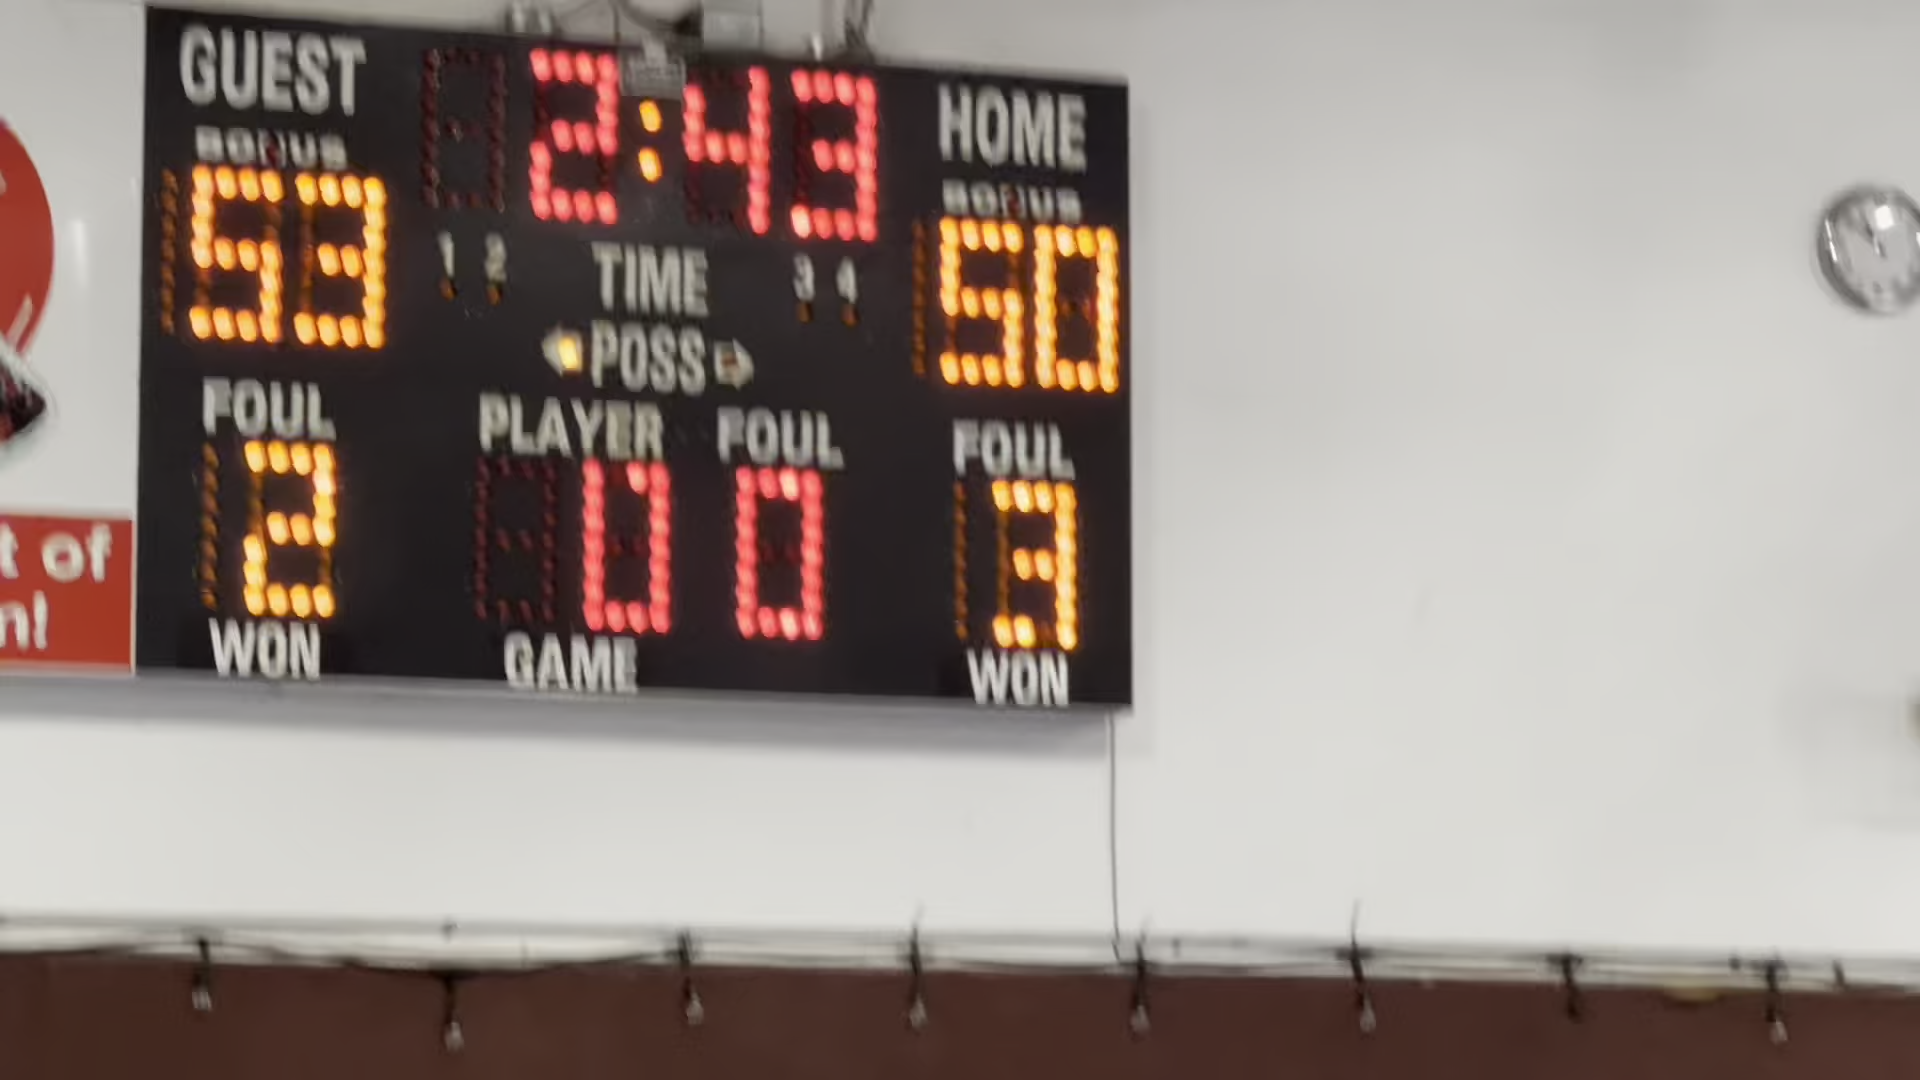 GUEST 2:43 HOME
BONUS BONUS
53 50
1 2 TIME 3 4
POSS
FOUL PLAYER FOUL FOUL
2 0 0 3
WON GAME WON
t of
n!